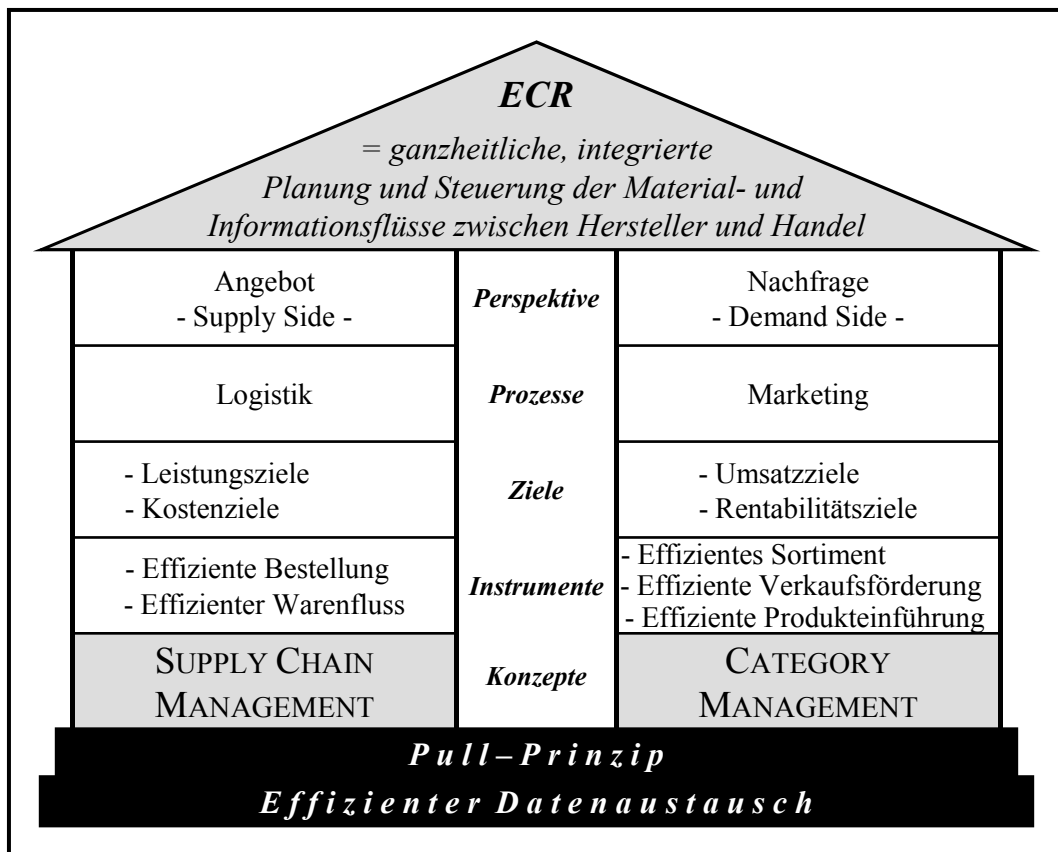 ECR
= ganzheitliche, integrierte
Planung und Steuerung der Material- und
Informationsflüsse zwischen Hersteller und Handel
Angebot
- Supply Side -
Perspektive
Nachfrage
- Demand Side -
Logistik
Prozesse
Marketing
- Leistungsziele
- Kostenziele
Ziele
- Umsatzziele
- Rentabilitätsziele
- Effiziente Bestellung
- Effizienter Warenfluss
Instrumente
- Effizientes Sortiment
- Effiziente Verkaufsförderung
- Effiziente Produkteinführung
SUPPLY CHAIN
MANAGEMENT
Konzepte
CATEGORY
MANAGEMENT
Pull–Prinzip
Effizienter Datenaustausch